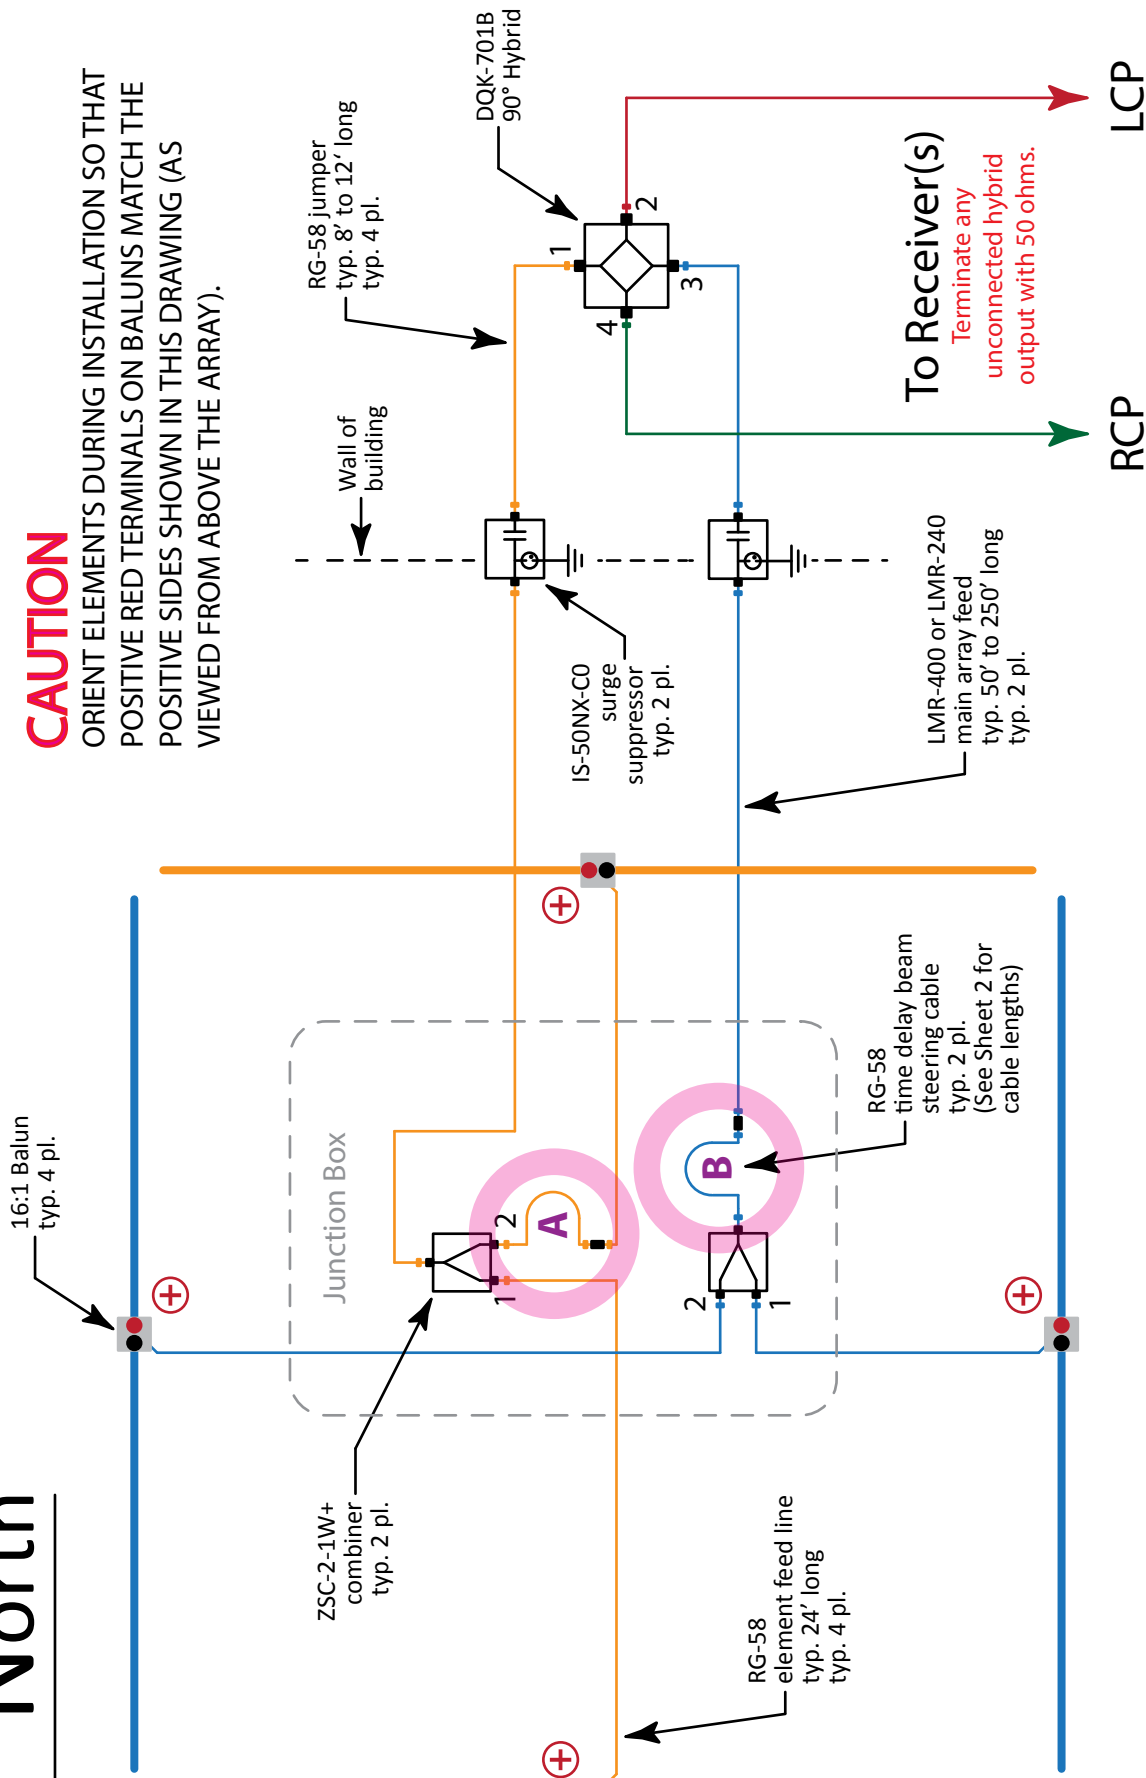 North
CAUTION
ORIENT ELEMENTS DURING INSTALLATION SO THAT
POSITIVE RED TERMINALS ON BALUNS MATCH THE
POSITIVE SIDES SHOWN IN THIS DRAWING (AS
VIEWED FROM ABOVE THE ARRAY).
16:1 Balun
typ. 4 pl.
+
+
+
+
Junction Box
ZSC-2-1W+
combiner
typ. 2 pl.
1
2
A
2
1
B
RG-58
element feed line
typ. 24' long
typ. 4 pl.
RG-58
time delay beam
steering cable
typ. 2 pl.
(See Sheet 2 for
cable lengths)
LMR-400 or LMR-240
main array feed
typ. 50' to 250' long
typ. 2 pl.
IS-50NX-C0
surge
suppressor
typ. 2 pl.
Wall of
building
RG-58 jumper
typ. 8' to 12' long
typ. 4 pl.
DQK-701B
90° Hybrid
1
2
3
4
To Receiver(s)
Terminate any
unconnected hybrid
output with 50 ohms.
RCP
LCP